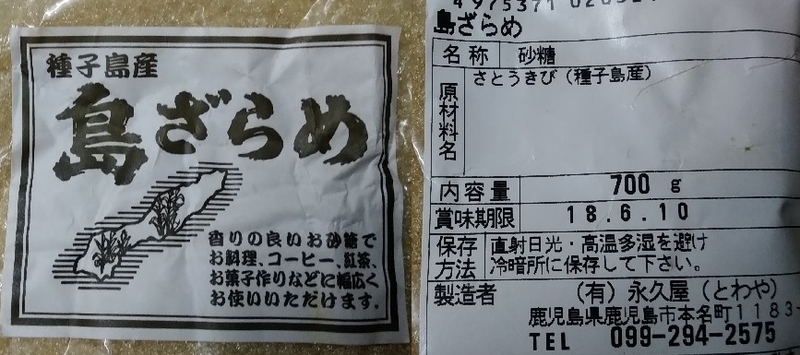 種子島産
島ざらめ
香りの良いお砂糖で
お料理、コーヒー、紅茶、
お菓子作りなどに幅広く
お使いいただけます。
島ざらめ
名称 砂糖
原材料名 さとうきび（種子島産）
内容量 700 g
賞味期限 18.6.10
保存方法 直射日光・高温多湿を避け
冷暗所に保存して下さい。
製造者 （有）永久屋（とわや）
鹿児島県鹿児島市本名町1183-
TEL 099-294-2575